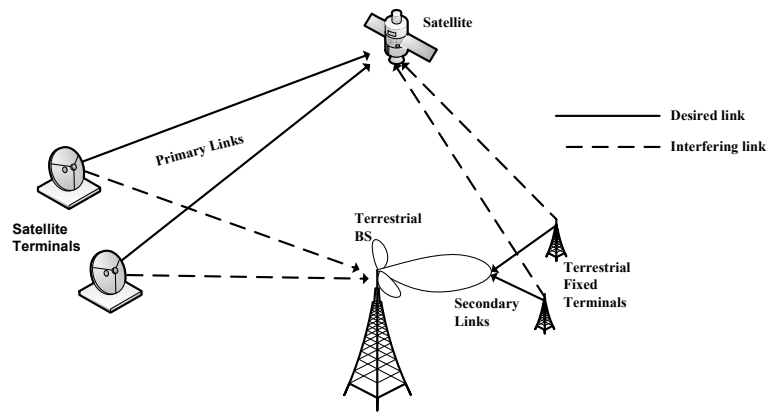 Satellite
Desired link
Interfering link
Primary Links
Satellite
Terminals
Terrestrial
BS
Terrestrial
Fixed
Terminals
Secondary
Links